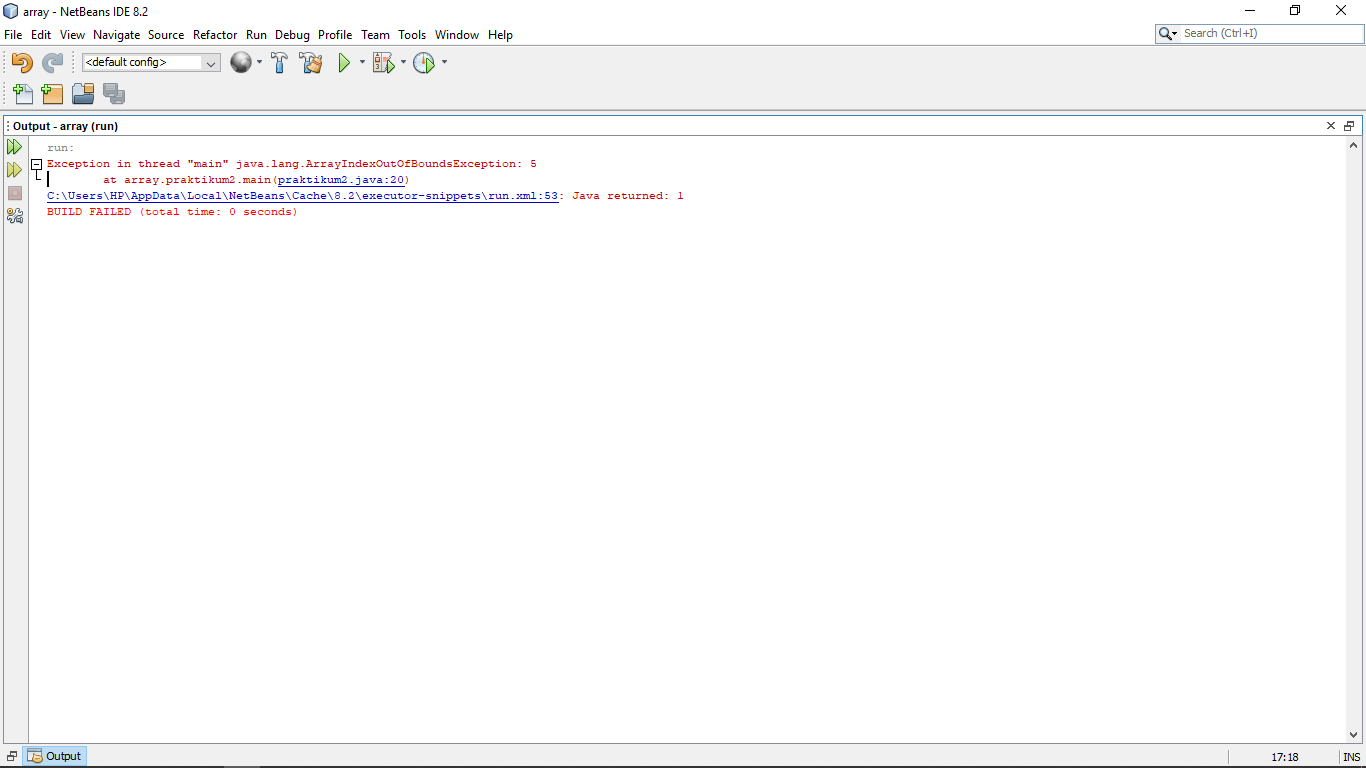 array - NetBeans IDE 8.2
File Edit View Navigate Source Refactor Run Debug Profile Team Tools Window Help
Search (Ctrl+I)
<default config>
Output - array (run)
run:
Exception in thread "main" java.lang.ArrayIndexOutOfBoundsException: 5
at array.praktikum2.main(praktikum2.java:20)
C:\Users\HP\AppData\Local\NetBeans\Cache\8.2\executor-snippets\run.xml:53: Java returned: 1
BUILD FAILED (total time: 0 seconds)
Output
17:18
INS